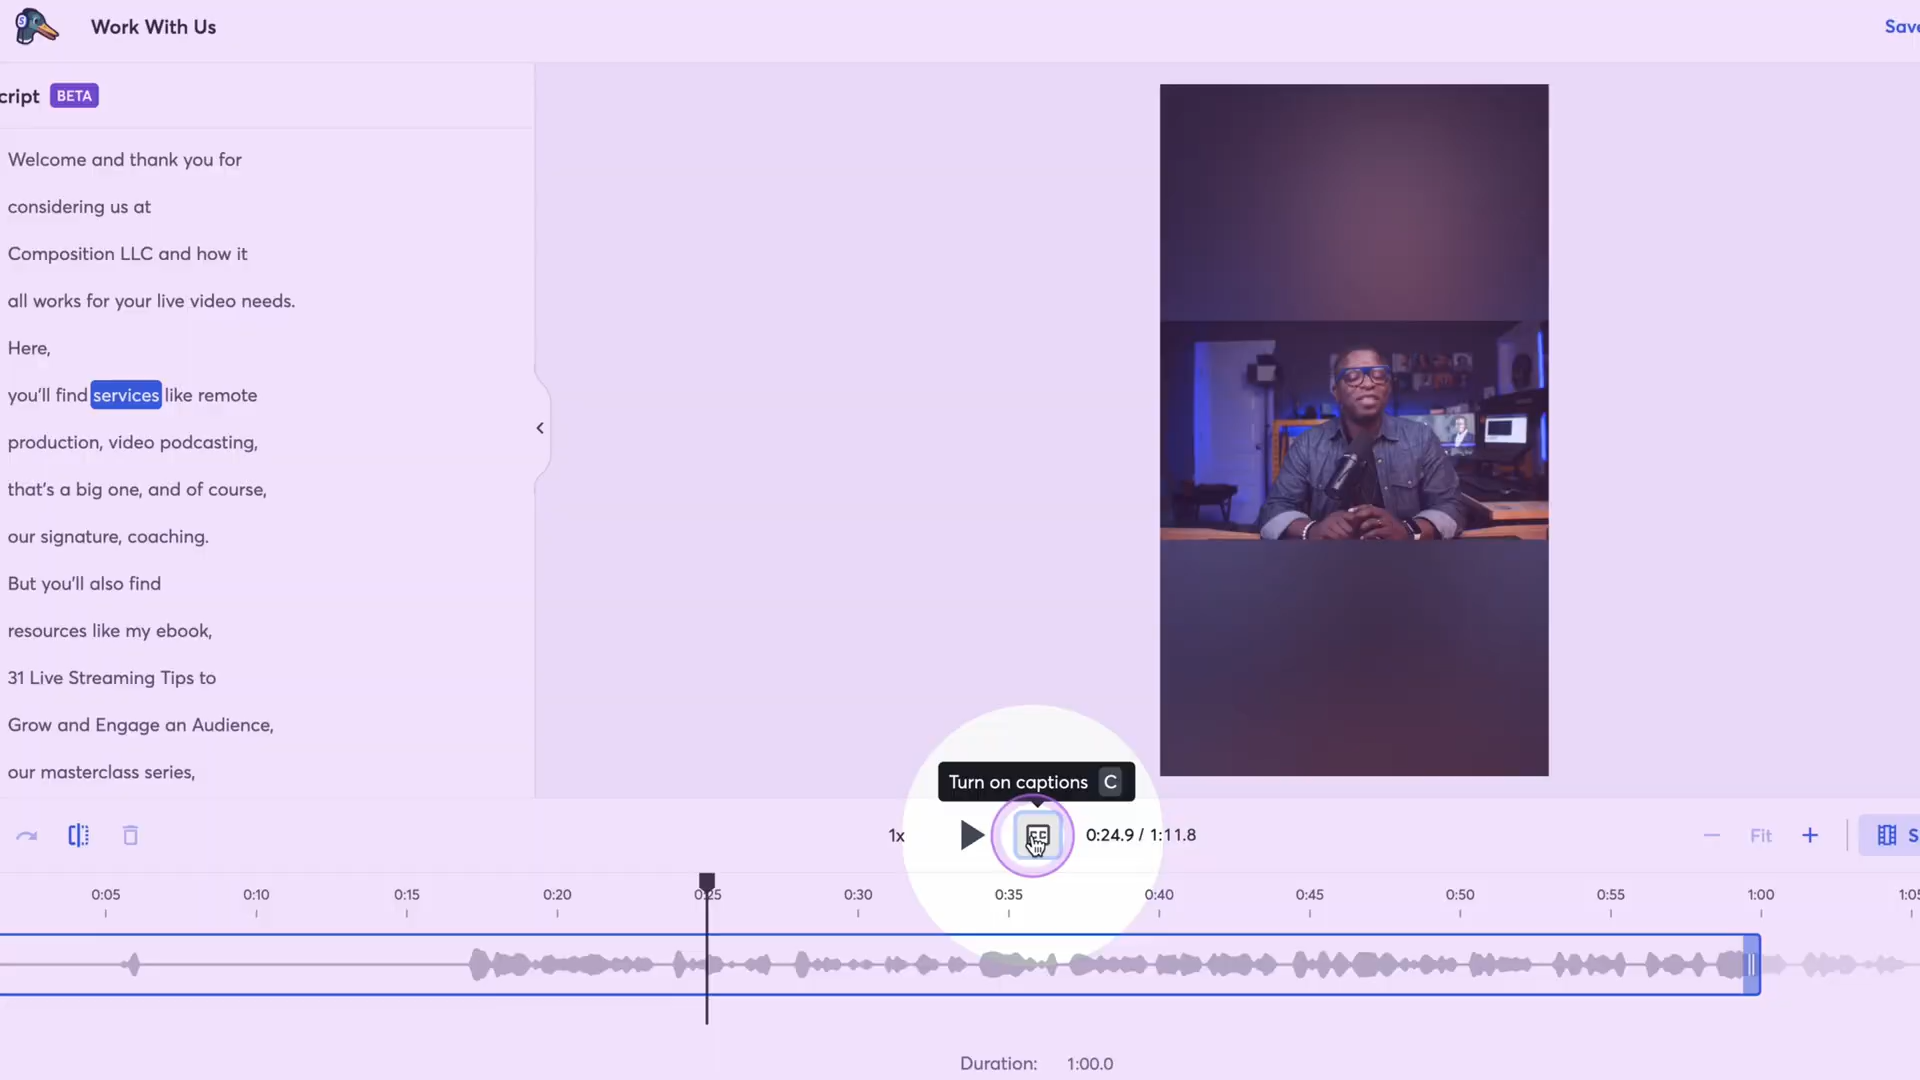 Work With Us
Save
cript BETA
Welcome and thank you for
considering us at
Composition LLC and how it
all works for your live video needs.
Here,
you'll find services like remote
production, video podcasting,
that's a big one, and of course,
our signature, coaching.
But you'll also find
resources like my ebook,
31 Live Streaming Tips to
Grow and Engage an Audience,
our masterclass series,
Turn on captions C
1x CC 0:24.9 / 1:11.8 Fit S
0:05 0:10 0:15 0:20 0:25 0:30 0:35 0:40 0:45 0:50 0:55 1:00 1:05
Duration: 1:00.0